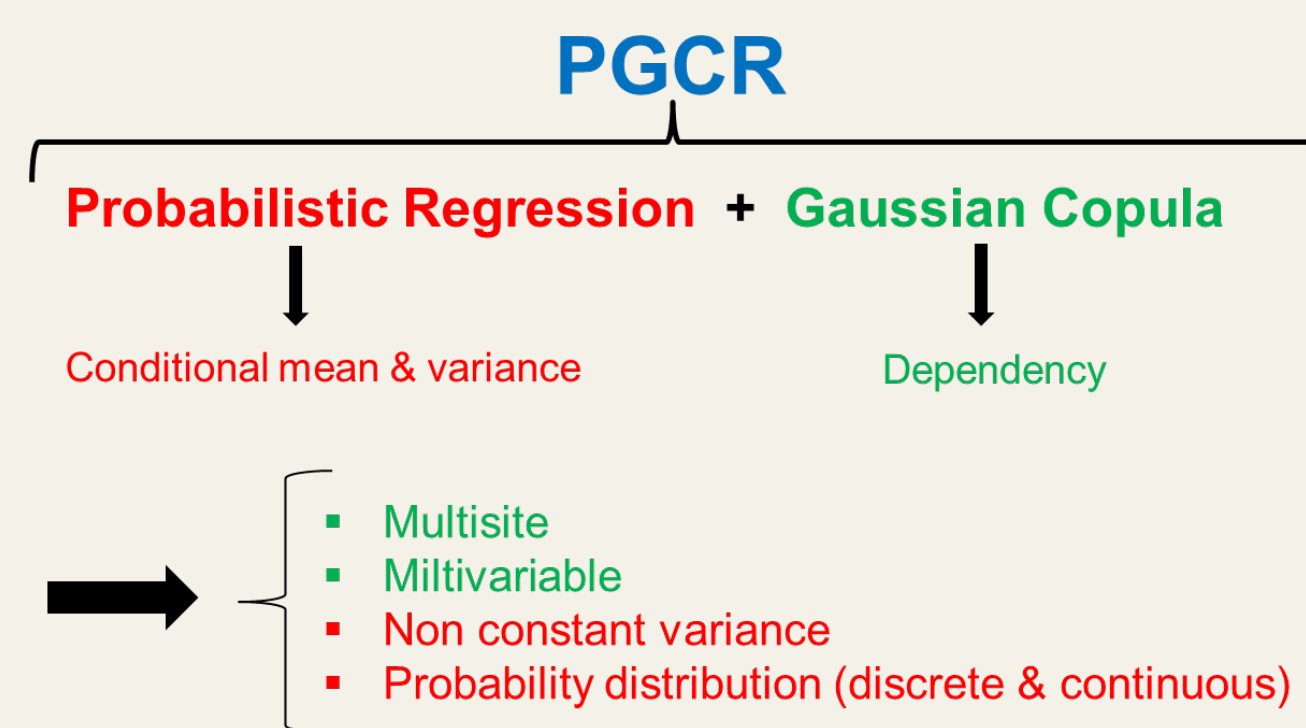 PGCR
Probabilistic Regression + Gaussian Copula
Conditional mean & variance
Dependency
▪ Multisite
▪ Miltivariable
▪ Non constant variance
▪ Probability distribution (discrete & continuous)